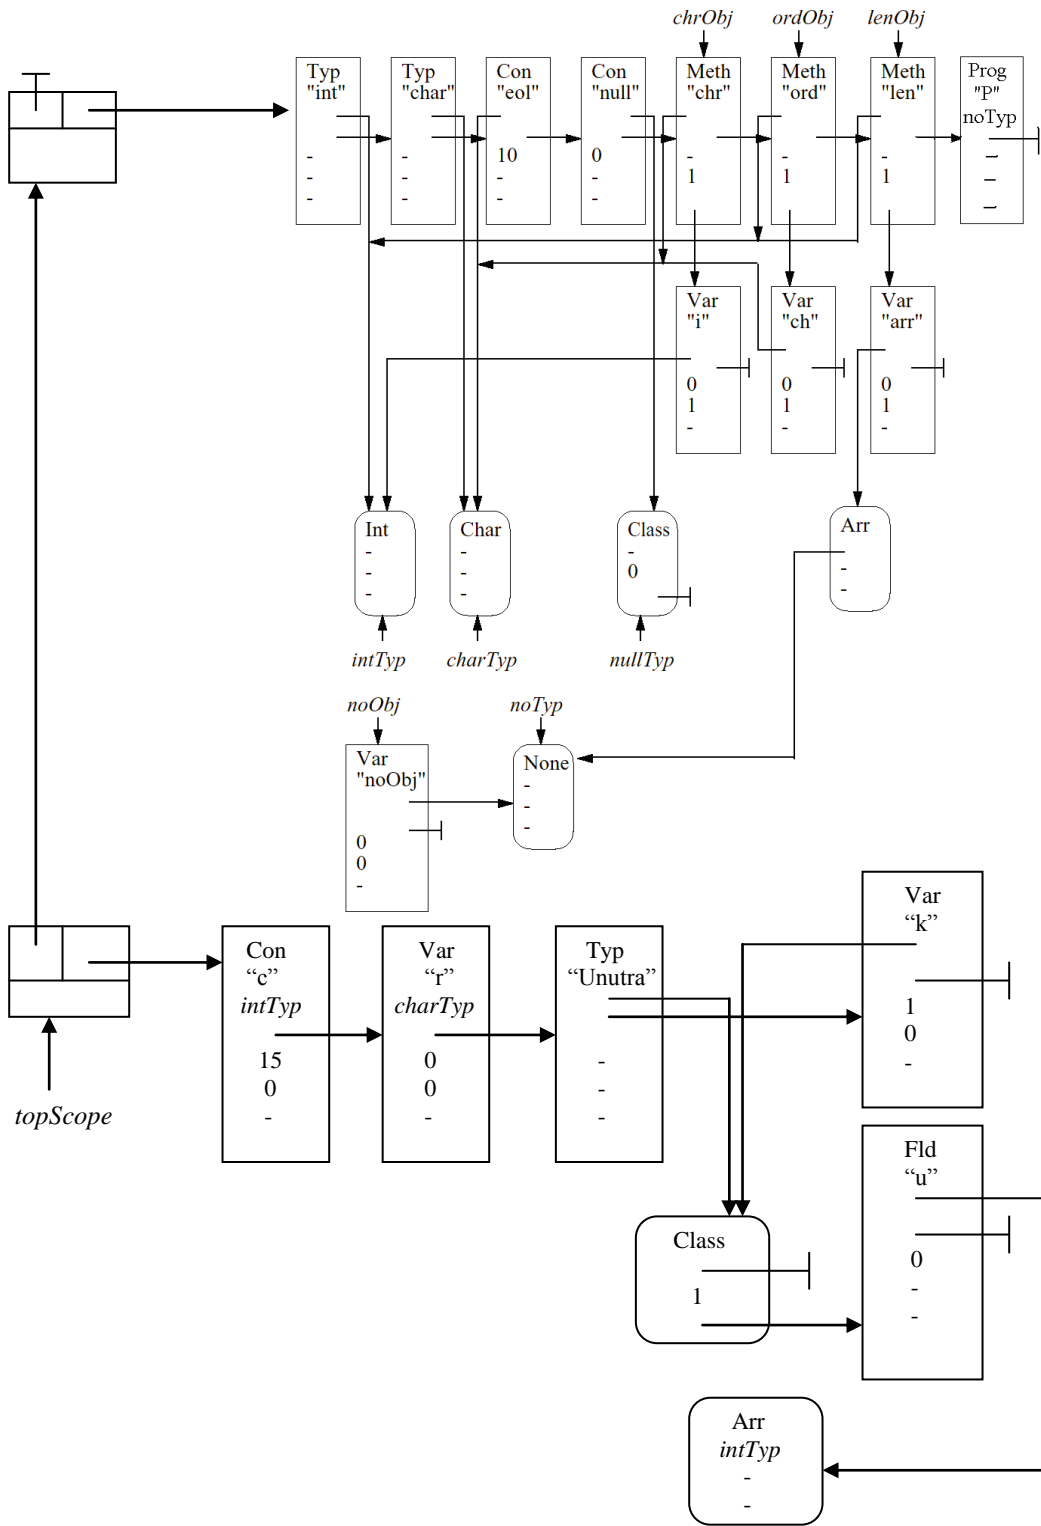 chrObj ordObj lenObj
Typ "int" - - -
Typ "char" - - -
Con "eol" 10 - -
Con "null" 0 - -
Meth "chr" - 1
Meth "ord" - 1
Meth "len" - 1
Prog "P" noTyp - - -
Var "i" 0 1 -
Var "ch" 0 1 -
Var "arr" 0 1 -
Int - - -
Char - - -
Class - 0
Arr - -
intTyp charTyp nullTyp
noObj noTyp
Var "noObj" 0 0 -
None - - -
Con “c” intTyp 15 0 -
Var “r” charTyp 0 0 -
Typ “Unutra” - - -
Var “k” 1 0 -
topScope
Fld “u” 0 - -
Class 1
Arr intTyp - -